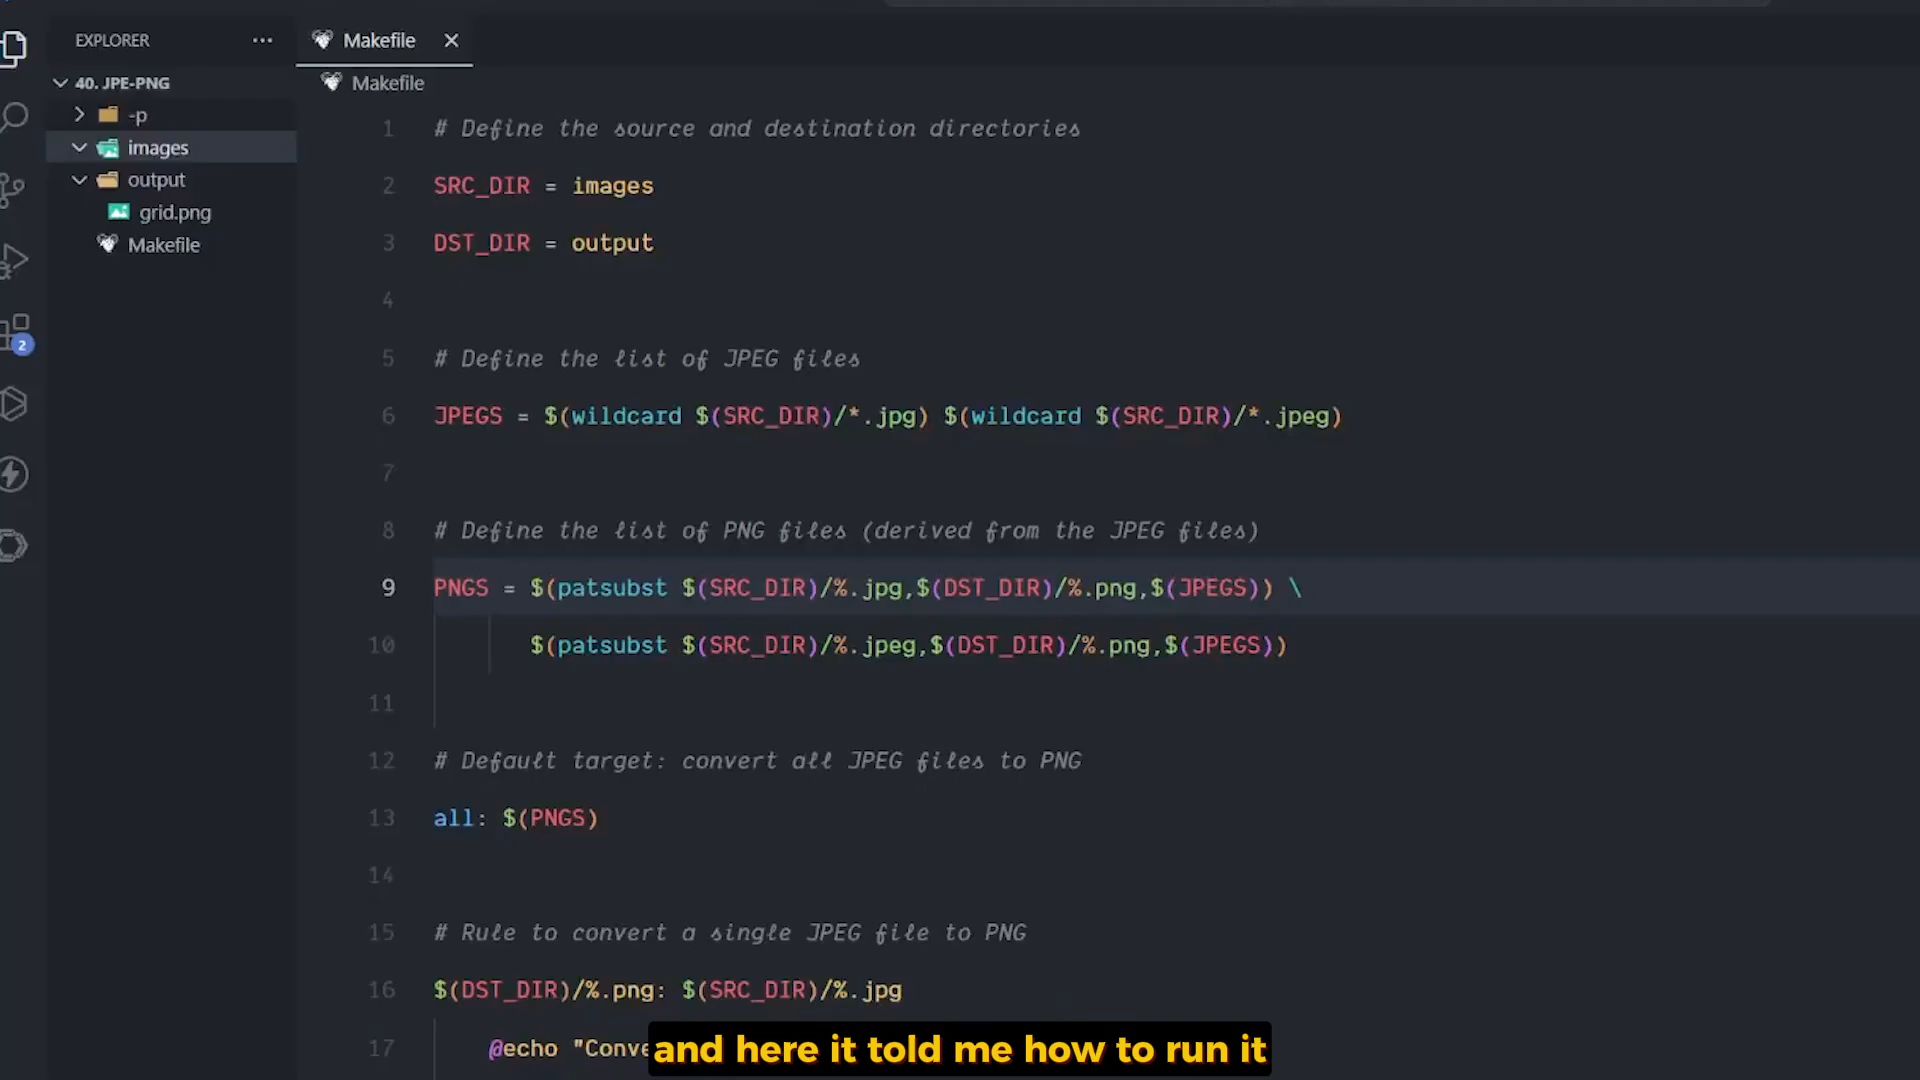 EXPLORER
Makefile
40. JPE-PNG
Makefile
-p
images
output
grid.png
Makefile
1 # Define the source and destination directories
2 SRC_DIR = images
3 DST_DIR = output
4
5 # Define the list of JPEG files
6 JPEGS = $(wildcard $(SRC_DIR)/*.jpg) $(wildcard $(SRC_DIR)/*.jpeg)
7
8 # Define the list of PNG files (derived from the JPEG files)
9 PNGS = $(patsubst $(SRC_DIR)/%.jpg,$(DST_DIR)/%.png,$(JPEGS)) \
10 $(patsubst $(SRC_DIR)/%.jpeg,$(DST_DIR)/%.png,$(JPEGS))
11
12 # Default target: convert all JPEG files to PNG
13 all: $(PNGS)
14
15 # Rule to convert a single JPEG file to PNG
16 $(DST_DIR)/%.png: $(SRC_DIR)/%.jpg
17 @echo "Conve
and here it told me how to run it
2